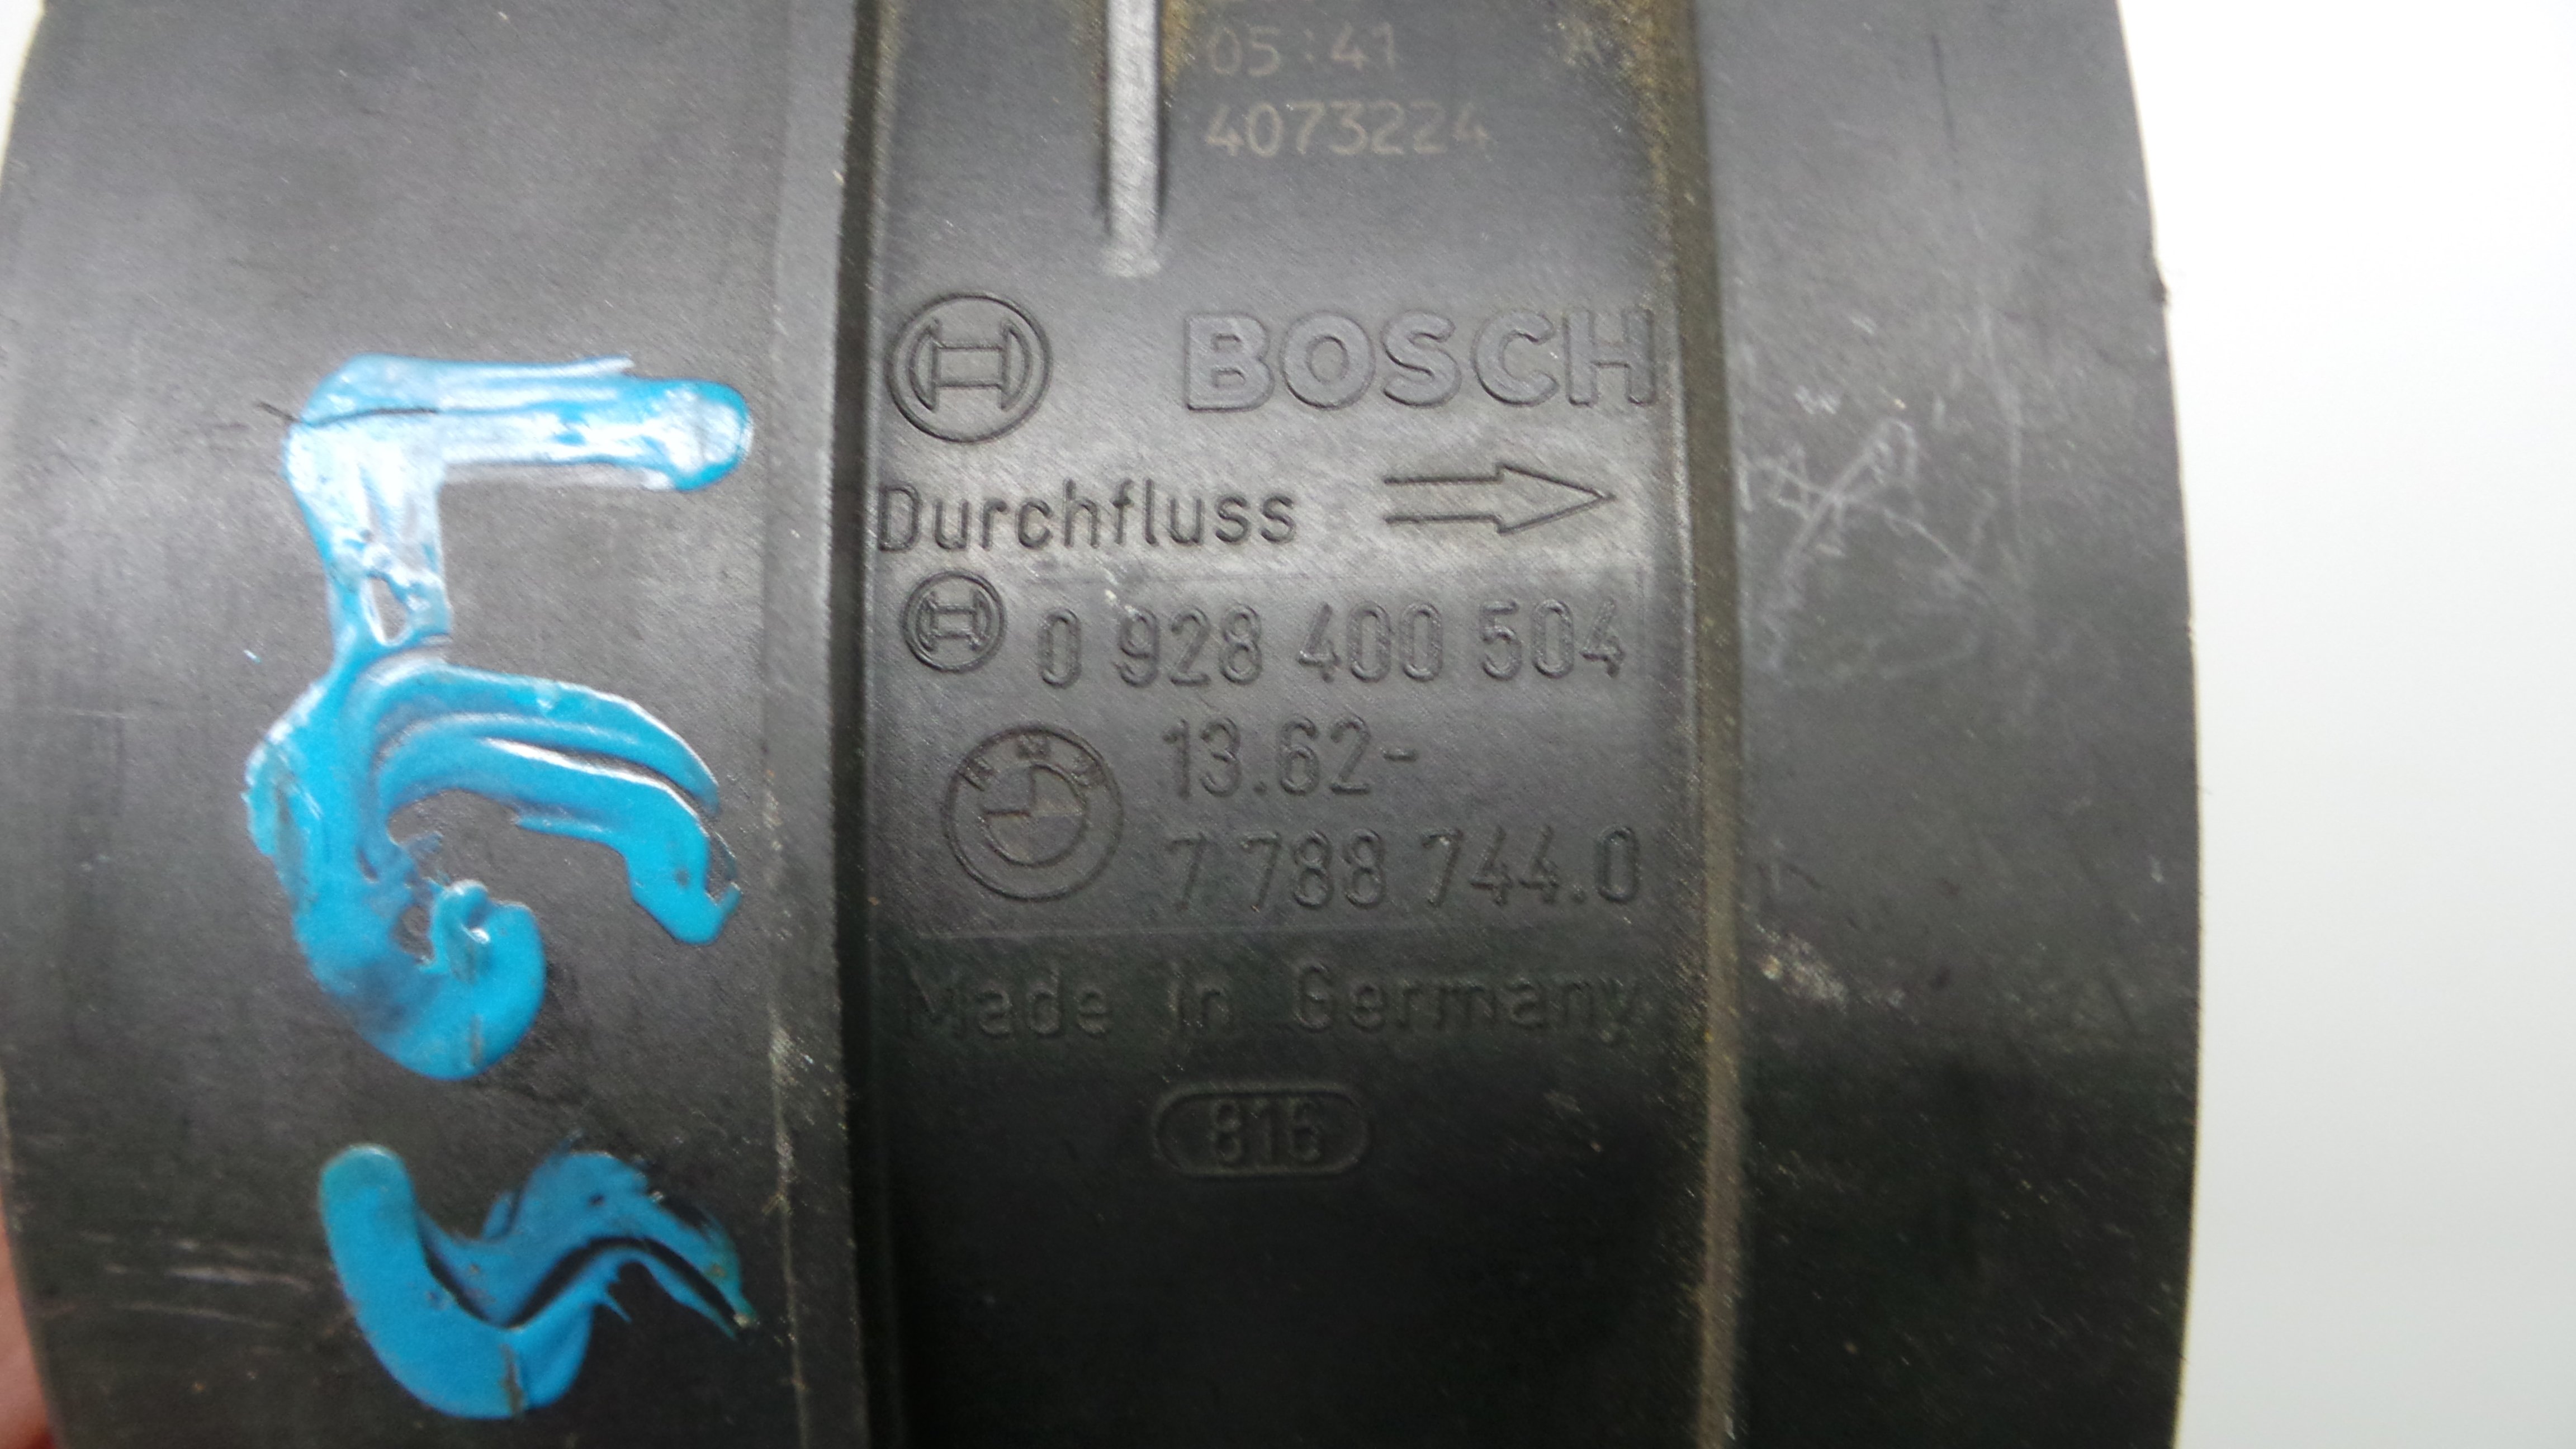 05:41 A
4073224
BOSCH
Durchfluss
0 928 400 504
BMW
13.62-
7 788 744.0
Made in Germany
816